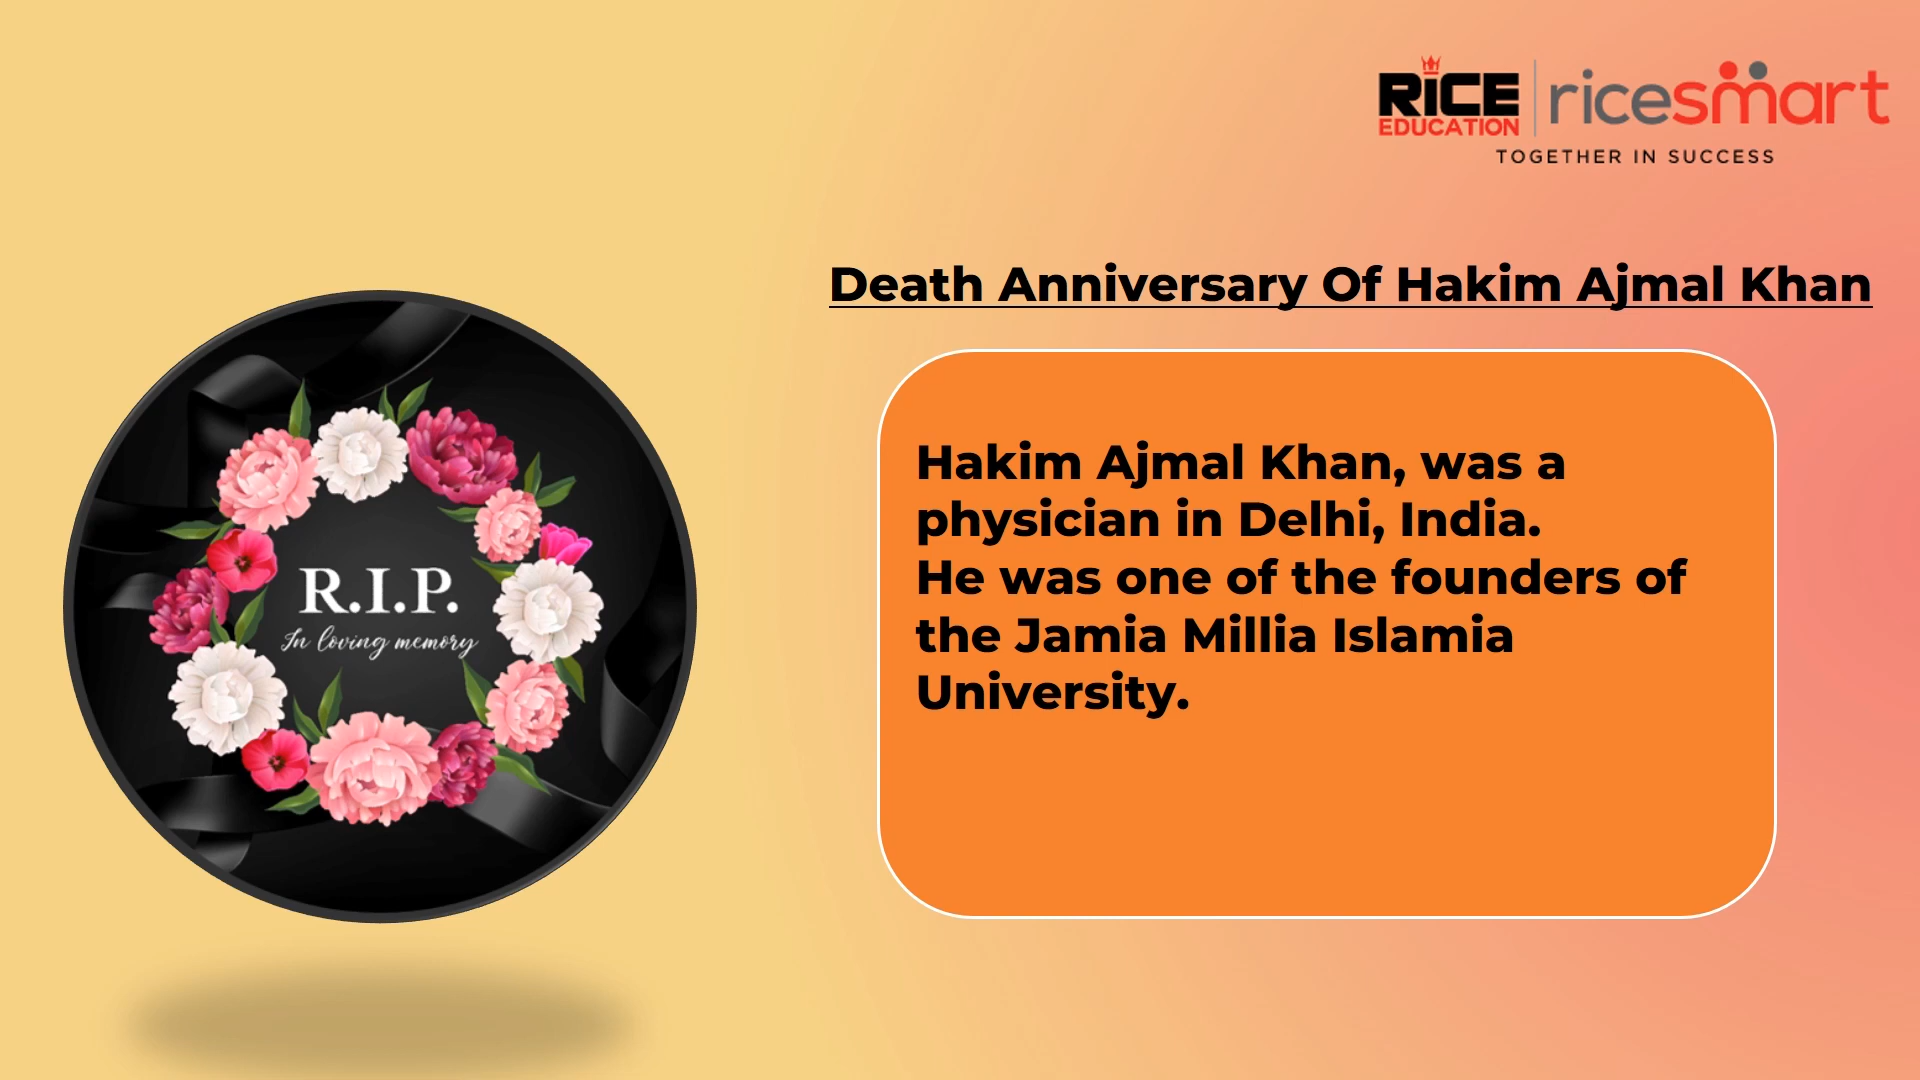 RiCE
EDUCATION
ricesmart
TOGETHER IN SUCCESS
Death Anniversary Of Hakim Ajmal Khan
R.I.P.
In loving memory
Hakim Ajmal Khan, was a
physician in Delhi, India.
He was one of the founders of
the Jamia Millia Islamia
University.